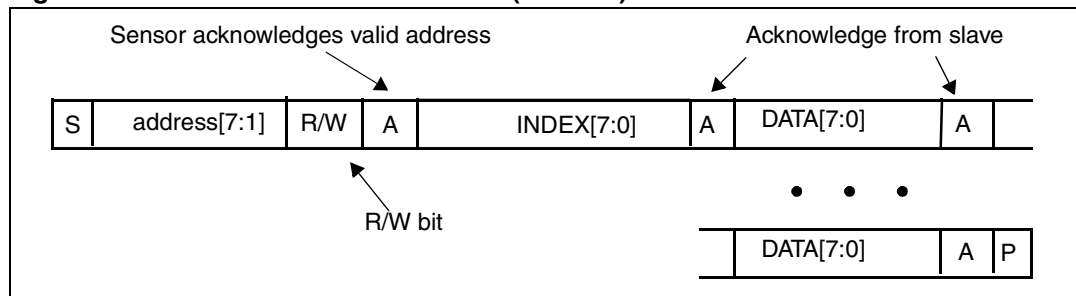 Sensor acknowledges valid address
Acknowledge from slave
S address[7:1] R/W A INDEX[7:0] A DATA[7:0] A
R/W bit
DATA[7:0] A P